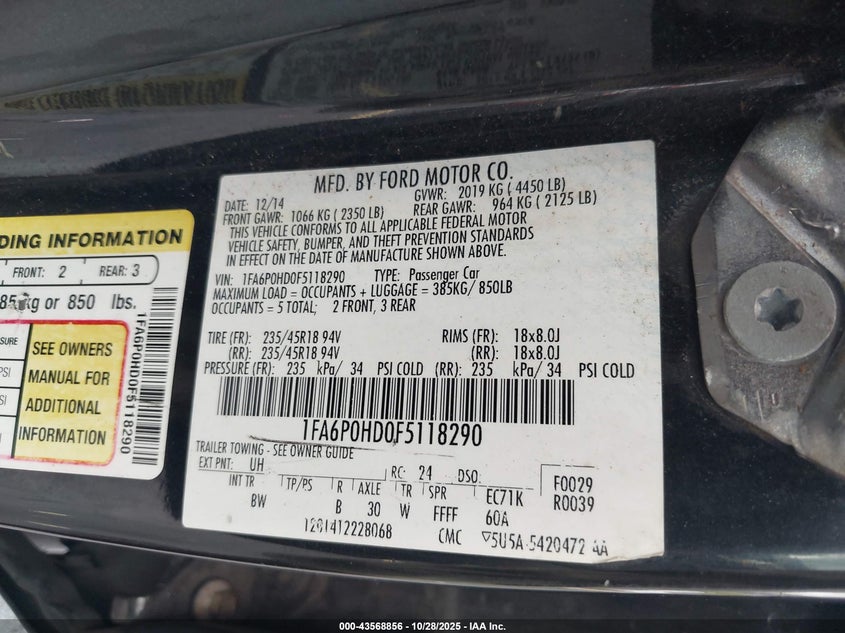 MFD. BY FORD MOTOR CO.
DATE: 12/14 GVWR: 2019 KG ( 4450 LB)
FRONT GAWR: 1066 KG ( 2350 LB) REAR GAWR: 964 KG ( 2125 LB)
THIS VEHICLE CONFORMS TO ALL APPLICABLE FEDERAL MOTOR
VEHICLE SAFETY, BUMPER, AND THEFT PREVENTION STANDARDS
IN EFFECT ON THE DATE OF MANUFACTURE SHOWN ABOVE.
VIN: 1FA6P0HD0F5118290 TYPE: Passenger Car
MAXIMUM LOAD = OCCUPANTS + LUGGAGE = 385KG/ 850LB
OCCUPANTS = 5 TOTAL; 2 FRONT, 3 REAR
TIRE (FR): 235/45R18 94V RIMS (FR): 18x8.0J
(RR): 235/45R18 94V (RR): 18x8.0J
PRESSURE (FR): 235 kPa/ 34 PSI COLD (RR): 235 kPa/ 34 PSI COLD
1FA6P0HD0F5118290
TRAILER TOWING - SEE OWNER GUIDE
EXT PNT: UH RC: 24 DSO: F0029
INT TR TP/PS R AXLE TR SPR EC71K R0039
BW B 30 W FFFF 60A
CMC ▽5U5A-5420472 AA
DING INFORMATION
FRONT: 2 REAR: 3
kg or 850 lbs.
SEE OWNERS
MANUAL FOR
ADDITIONAL
INFORMATION
1FA6P0HD0F5118290
000-43568856 | 10/28/2025 | IAA Inc.